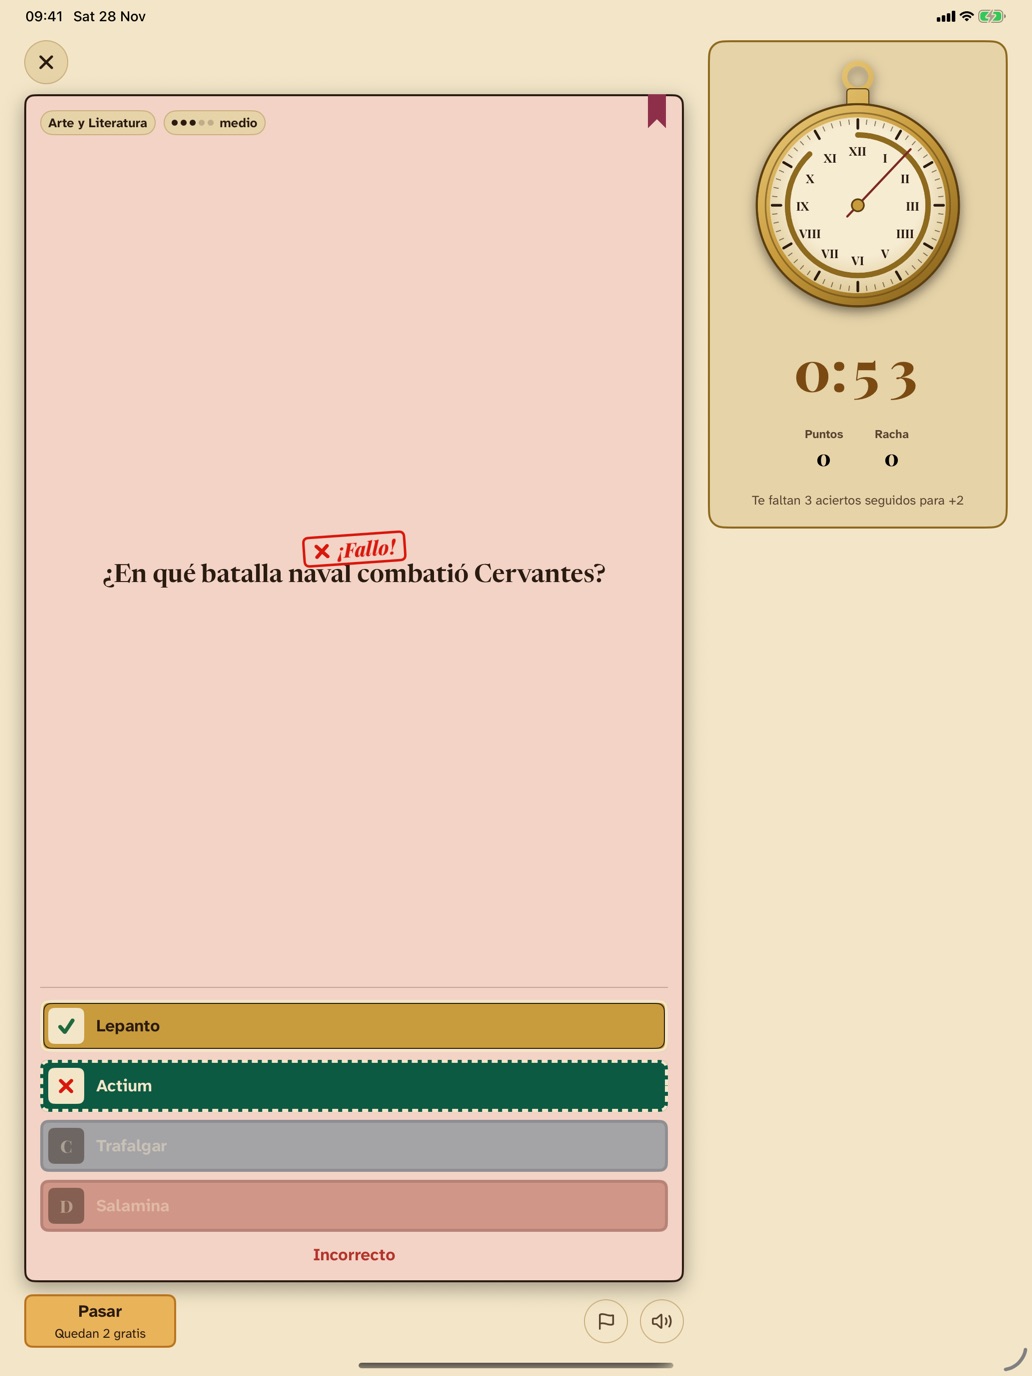 09:41 Sat 28 Nov
Arte y Literatura
medio
¡Fallo!
¿En qué batalla naval combatió Cervantes?
Lepanto
Actium
C Trafalgar
D Salamina
Incorrecto
Pasar
Quedan 2 gratis
XII
I
II
III
IIII
V
VI
VII
VIII
IX
X
XI
0:53
Puntos Racha
0 0
Te faltan 3 aciertos seguidos para +2